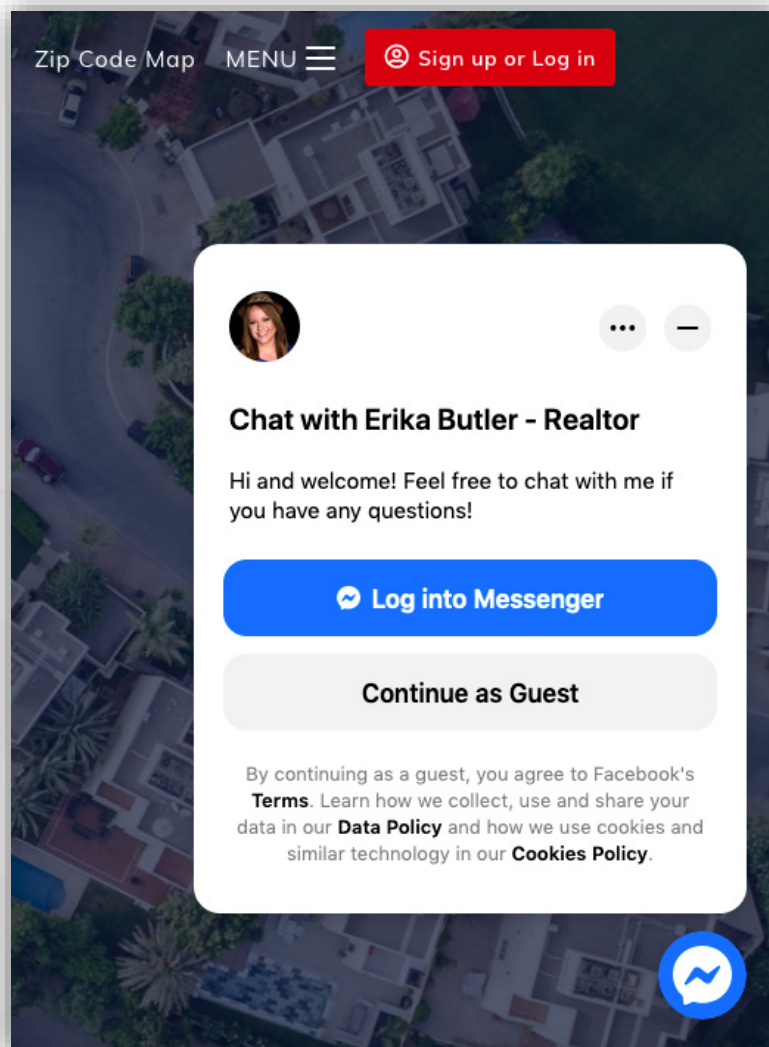 Zip Code Map MENU Sign up or Log in
Chat with Erika Butler - Realtor
Hi and welcome! Feel free to chat with me if
you have any questions!
Log into Messenger
Continue as Guest
By continuing as a guest, you agree to Facebook's
Terms. Learn how we collect, use and share your
data in our Data Policy and how we use cookies and
similar technology in our Cookies Policy.